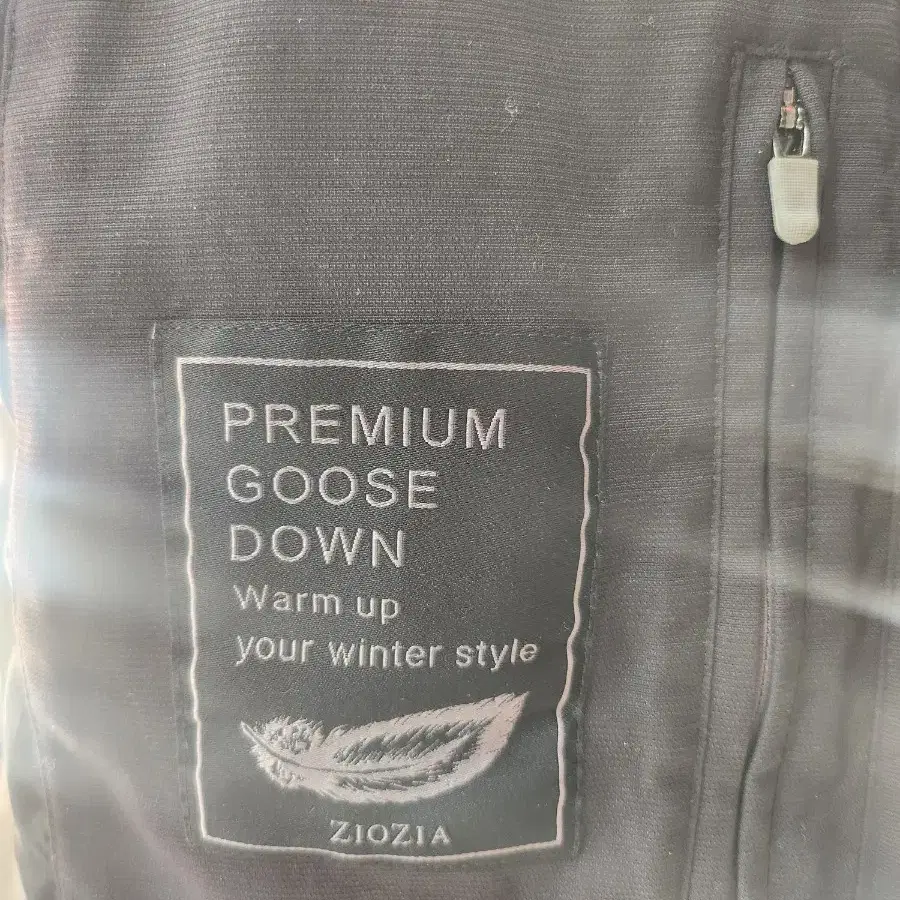 PREMIUM
GOOSE
DOWN
Warm up
your winter style
ZIOZIA